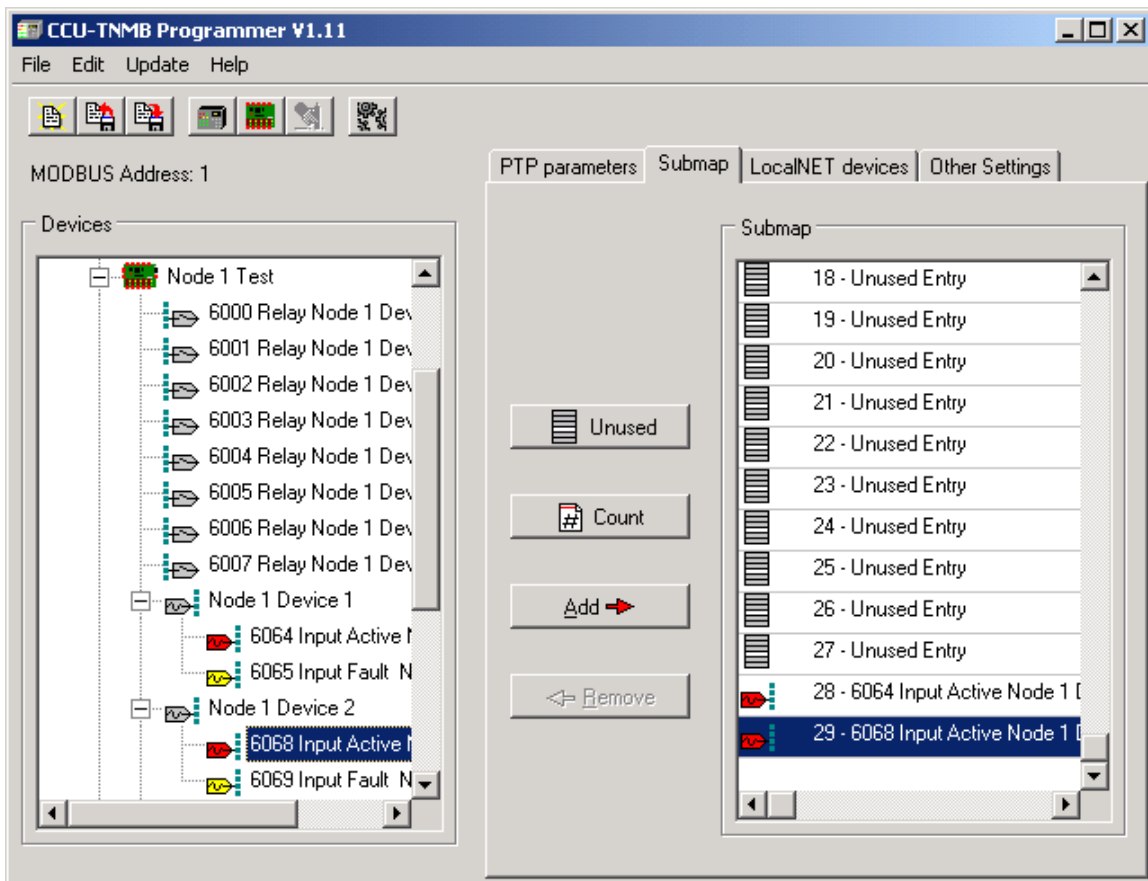 CCU-TNMB Programmer V1.11
File Edit Update Help
MODBUS Address: 1
PTP parameters Submap LocalNET devices Other Settings
Devices
Node 1 Test
6000 Relay Node 1 Dev
6001 Relay Node 1 Dev
6002 Relay Node 1 Dev
6003 Relay Node 1 Dev
6004 Relay Node 1 Dev
6005 Relay Node 1 Dev
6006 Relay Node 1 Dev
6007 Relay Node 1 Dev
Node 1 Device 1
6064 Input Active N
6065 Input Fault N
Node 1 Device 2
6068 Input Active N
6069 Input Fault N
Unused
# Count
Add
Remove
Submap
18 - Unused Entry
19 - Unused Entry
20 - Unused Entry
21 - Unused Entry
22 - Unused Entry
23 - Unused Entry
24 - Unused Entry
25 - Unused Entry
26 - Unused Entry
27 - Unused Entry
28 - 6064 Input Active Node 1 D
29 - 6068 Input Active Node 1 D